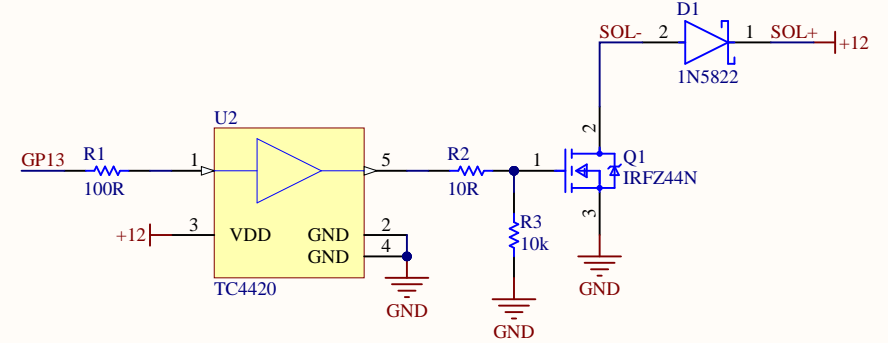 D1
SOL- 2 1 SOL+ +12
1N5822
U2
GP13 R1 1 5 R2 1 2 Q1
100R 10R IRFZ44N
+12 3 VDD GND 2 R3 3
GND 4 10k
TC4420
GND GND
GND